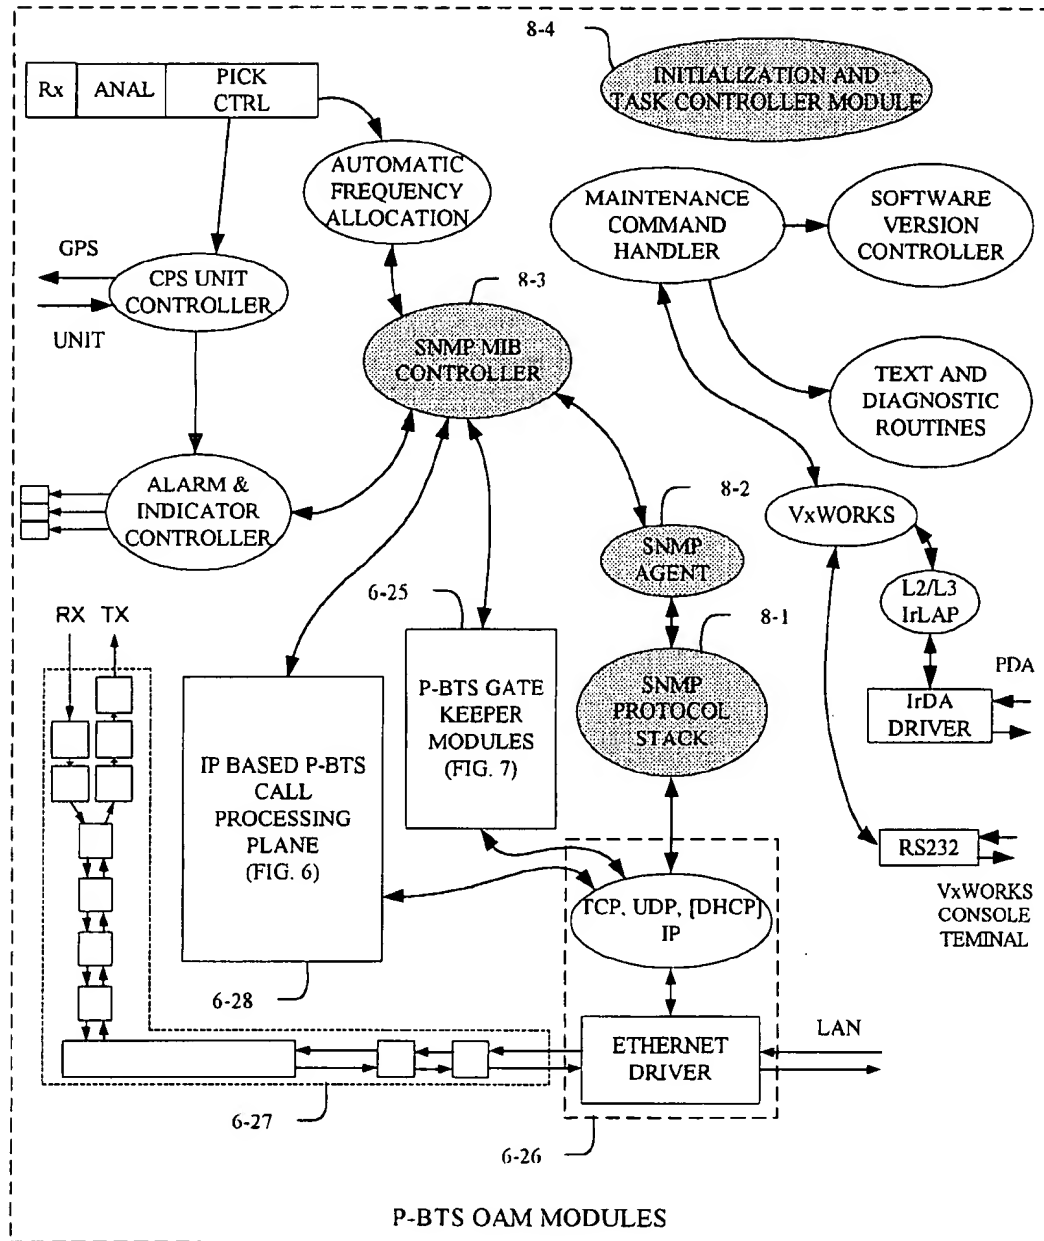 8-4
INITIALIZATION AND
TASK CONTROLLER MODULE
Rx
ANAL
PICK
CTRL
AUTOMATIC
FREQUENCY
ALLOCATION
MAINTENANCE
COMMAND
HANDLER
SOFTWARE
VERSION
CONTROLLER
GPS
CPS UNIT
CONTROLLER
UNIT
8-3
SNMP MIB
CONTROLLER
TEXT AND
DIAGNOSTIC
ROUTINES
ALARM &
INDICATOR
CONTROLLER
8-2
SNMP
AGENT
VxWORKS
L2/L3
IrLAP
6-25
8-1
RX
TX
P-BTS GATE
KEEPER
MODULES
(FIG. 7)
SNMP
PROTOCOL
STACK
PDA
IrDA
DRIVER
IP BASED P-BTS
CALL
PROCESSING
PLANE
(FIG. 6)
RS232
VxWORKS
CONSOLE
TEMINAL
TCP, UDP, [DHCP]
IP
6-28
LAN
ETHERNET
DRIVER
6-27
6-26
P-BTS OAM MODULES